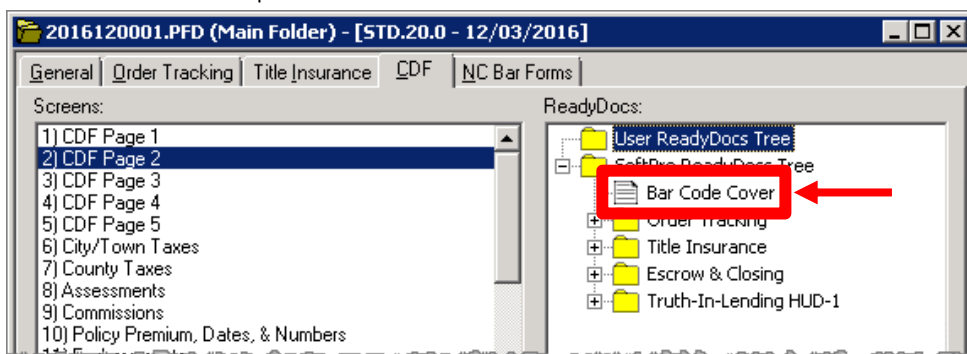 2016120001.PFD (Main Folder) - [STD.20.0 - 12/03/2016]
General Order Tracking Title Insurance CDF NC Bar Forms
Screens:
1) CDF Page 1
2) CDF Page 2
3) CDF Page 3
4) CDF Page 4
5) CDF Page 5
6) City/Town Taxes
7) County Taxes
8) Assessments
9) Commissions
10) Policy Premium, Dates, & Numbers
ReadyDocs:
User ReadyDocs Tree
SoftPro ReadyDocs Tree
Bar Code Cover
Order Tracking
Title Insurance
Escrow & Closing
Truth-In-Lending HUD-1